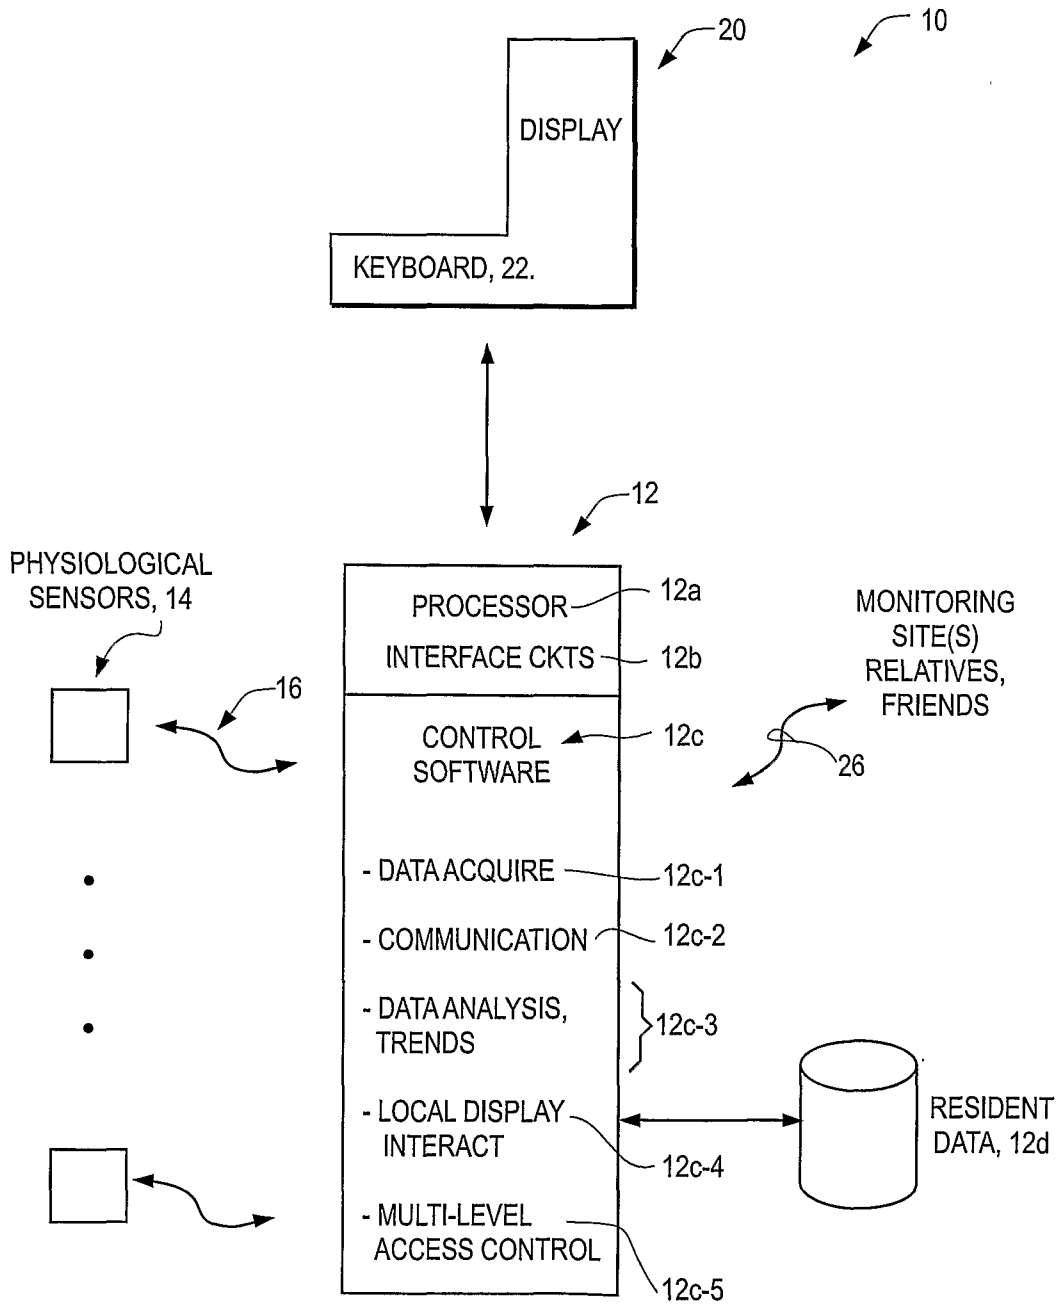 20
10
DISPLAY
KEYBOARD, 22.
12
PHYSIOLOGICAL
SENSORS, 14
PROCESSOR
12a
INTERFACE CKTS
12b
MONITORING
SITE(S)
RELATIVES,
FRIENDS
16
CONTROL
SOFTWARE
12c
26
- DATA ACQUIRE
12c-1
- COMMUNICATION
12c-2
- DATA ANALYSIS,
TRENDS
12c-3
- LOCAL DISPLAY
INTERACT
12c-4
RESIDENT
DATA, 12d
- MULTI-LEVEL
ACCESS CONTROL
12c-5